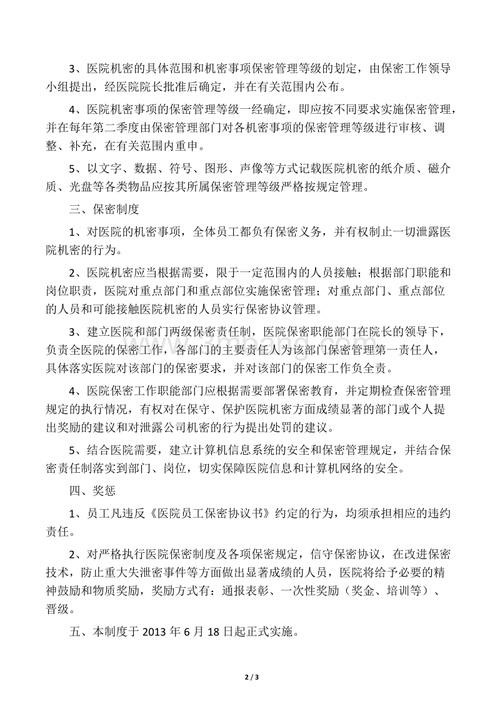 3、医院机密的具体范围和机密事项保密管理等级的划定，由保密工作领导
小组提出，经医院院长批准后确定，并在有关范围内公布。
4、医院机密事项的保密管理等级一经确定，即应按不同要求实施保密管理，
并在每年第二季度由保密管理部门对各机密事项的保密管理等级进行审核、调
整、补充，在有关范围内重申。
5、以文字、数据、符号、图形、声像等方式记载医院机密的纸介质、磁介
质、光盘等各类物品应按其所属保密管理等级严格按规定管理。
三、保密制度
1、对医院的机密事项，全体员工都负有保密义务，并有权制止一切泄露医
院机密的行为。
2、医院机密应当根据需要，限于一定范围内的人员接触；根据部门职能和
岗位职责，医院对重点部门和重点部位实施保密管理；对重点部门、重点部位
的人员和可能接触医院机密的人员实行保密协议管理。
3、建立医院和部门两级保密责任制，医院保密职能部门在院长的领导下，
负责全医院的保密工作，各部门的主要责任人为该部门保密管理第一责任人，
具体落实医院对该部门的保密要求，并对该部门的保密工作负全责。
4、医院保密工作职能部门应根据需要部署保密教育，并定期检查保密管理
规定的执行情况，有权对在保守、保护医院机密方面成绩显著的部门或个人提
出奖励的建议和对泄露公司机密的行为提出处罚的建议。
5、结合医院需要，建立计算机信息系统的安全和保密管理规定，并结合保
密责任制落实到部门、岗位，切实保障医院信息和计算机网络的安全。
四、奖惩
1、员工凡违反《医院员工保密协议书》约定的行为，均须承担相应的违约
责任。
2、对严格执行医院保密制度及各项保密规定，信守保密协议，在改进保密
技术，防止重大失泄密事件等方面做出显著成绩的人员，医院将给予必要的精
神鼓励和物质奖励，奖励方式有：通报表彰、一次性奖励（奖金、培训等）、
晋级。
五、本制度于 2013 年 6 月 18 日起正式实施。
2 / 3